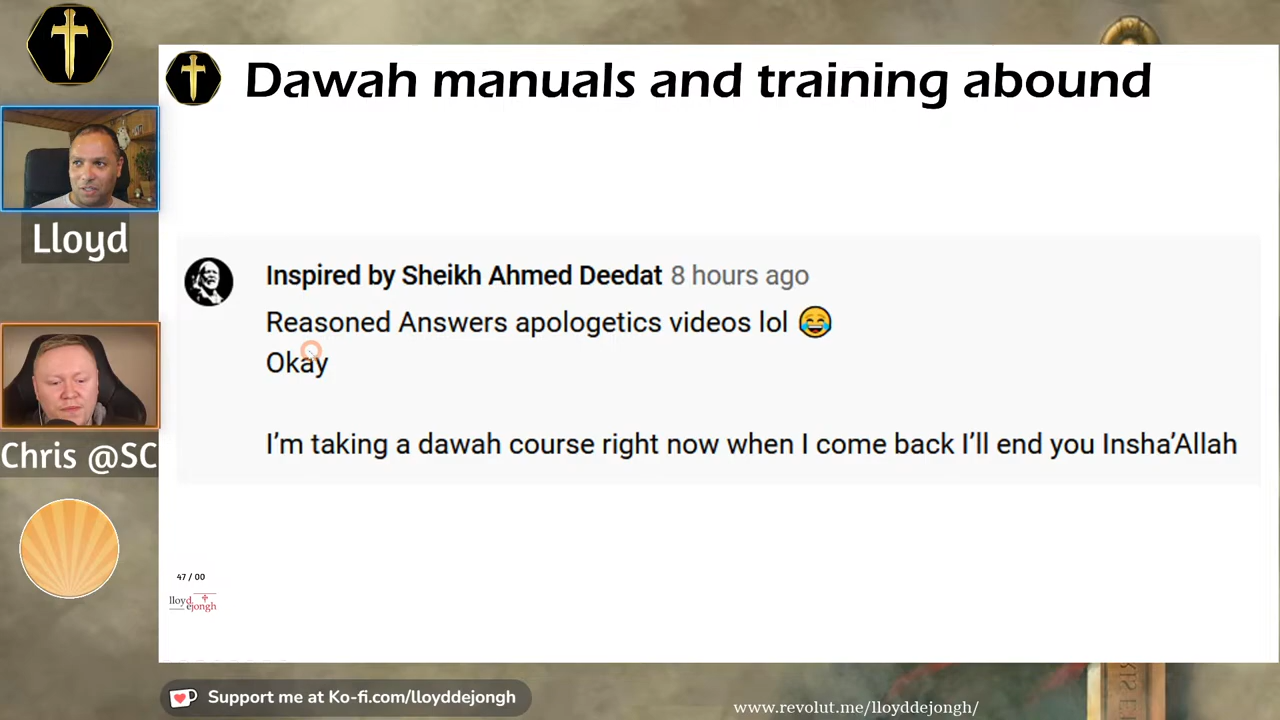 Dawah manuals and training abound
Lloyd
Inspired by Sheikh Ahmed Deedat 8 hours ago
Reasoned Answers apologetics videos lol 😂
Okay
I'm taking a dawah course right now when I come back I'll end you Insha'Allah
Chris @SC
47 / 00
lloyd
ejongh
Support me at Ko-fi.com/lloyddejongh
www.revolut.me/lloyddejongh/